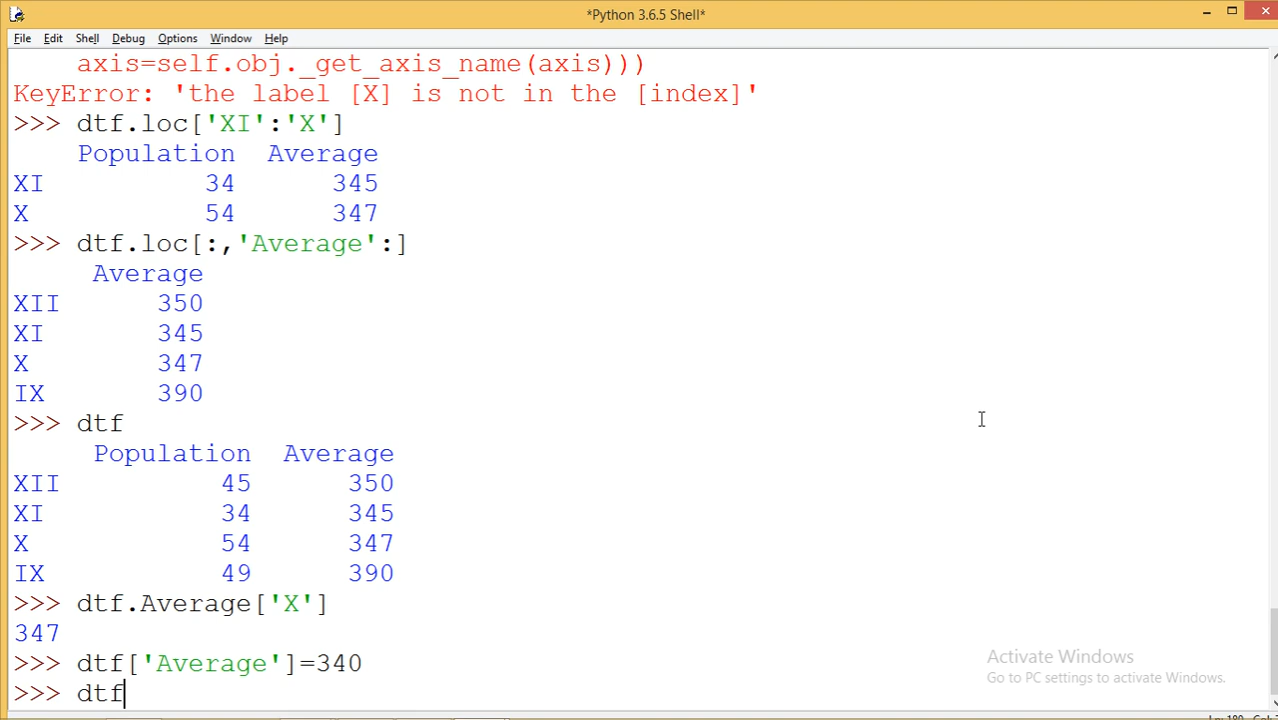 *Python 3.6.5 Shell*
File Edit Shell Debug Options Window Help
axis=self.obj._get_axis_name(axis)))
KeyError: 'the label [X] is not in the [index]'
>>> dtf.loc['XI':'X']
Population Average
XI 34 345
X 54 347
>>> dtf.loc[:,'Average':]
Average
XII 350
XI 345
X 347
IX 390
>>> dtf
Population Average
XII 45 350
XI 34 345
X 54 347
IX 49 390
>>> dtf.Average['X']
347
>>> dtf['Average']=340
>>> dtf
Activate Windows
Go to PC settings to activate Windows.